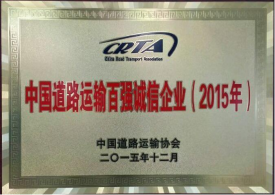 CRTA
China Road Transport Association
中国道路运输百强诚信企业（2015年）
中国道路运输协会
二〇一五年十二月